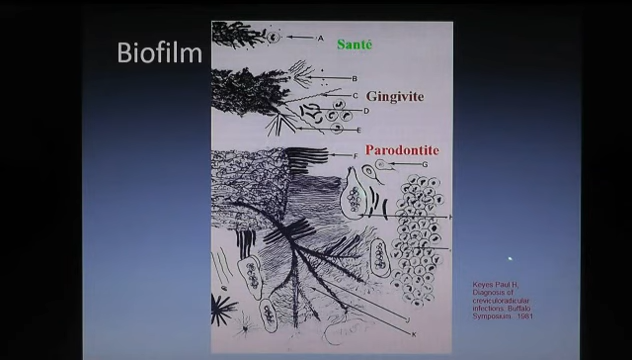 Biofilm
Santé
A
B
Gingivite
C
D
E
Parodontite
F
G
K
Keyes Paul H,
Diagnosis of
creviculoradicular
infections, Buffalo
Symposium 1981